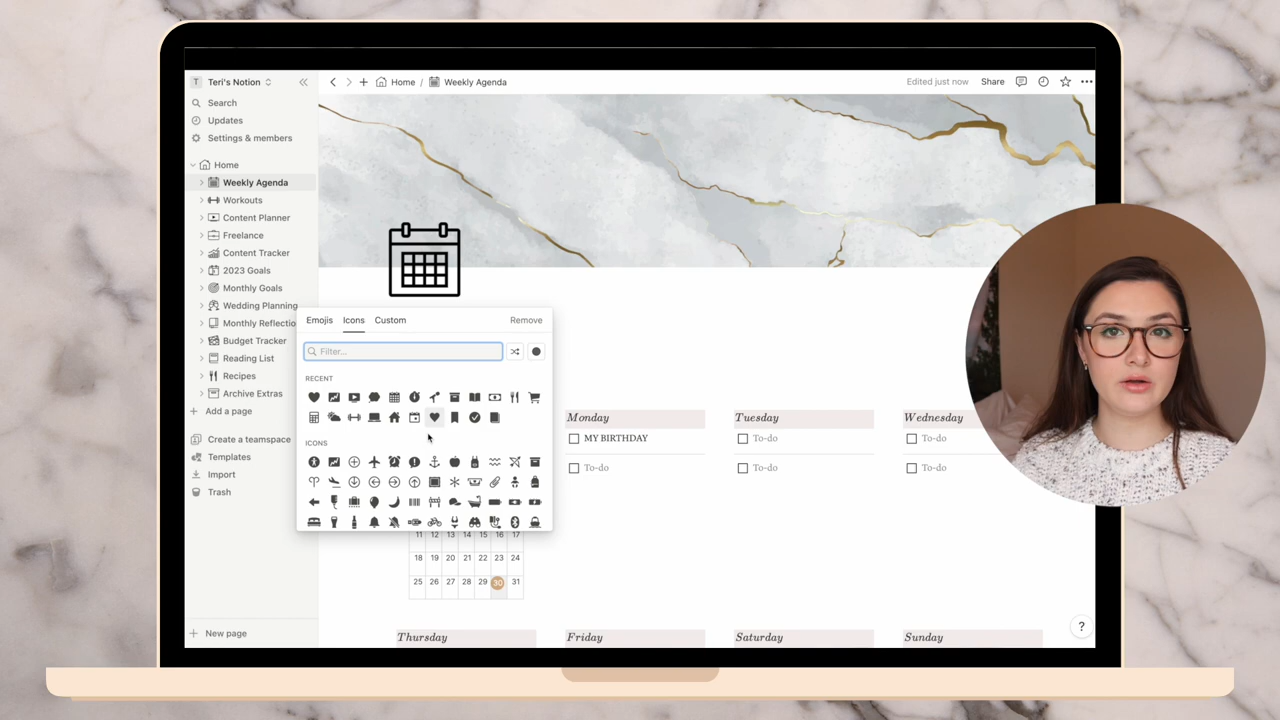 T Teri's Notion
Home / Weekly Agenda
Edited just now Share
Search
Updates
Settings & members
Home
Weekly Agenda
Workouts
Content Planner
Freelance
Content Tracker
2023 Goals
Monthly Goals
Wedding Planning
Monthly Reflectio
Budget Tracker
Reading List
Recipes
Archive Extras
Add a page
Create a teamspace
Templates
Import
Trash
New page
Emojis Icons Custom Remove
Filter...
RECENT
ICONS
Monday Tuesday Wednesday
MY BIRTHDAY To-do To-do
To-do To-do To-do
11 12 13 14 15 16 17
18 19 20 21 22 23 24
25 26 27 28 29 30 31
Thursday Friday Saturday Sunday
?